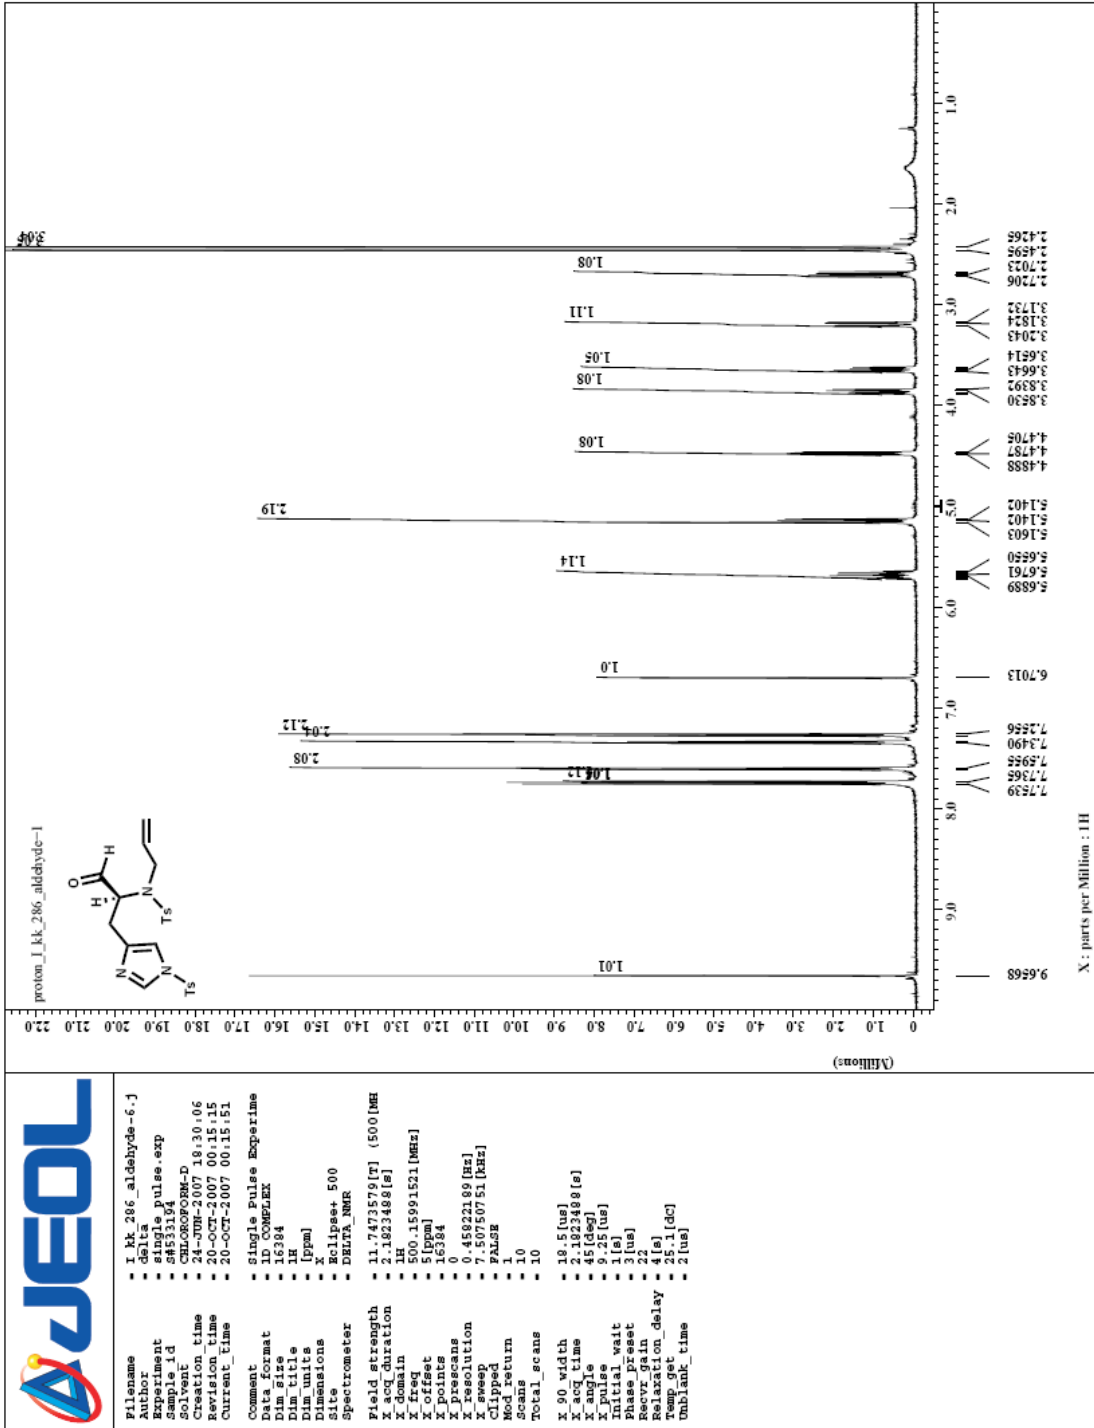 JEOL
Filename = I_kk_286_aldehyde-6.j
Author = delta
Experiment = single_pulse.exp
Sample_id = S#533194
Solvent = CHLOROFORM-D
Creation_time = 24-JUN-2007 18:30:06
Revision_time = 20-OCT-2007 00:15:15
Current_time = 20-OCT-2007 00:15:51
Comment = Single Pulse Experime
Data_format = 1D COMPLEX
Dim_size = 16384
Dim_title = 1H
Dim_units = [ppm]
Dimensions = X
Site = Eclipse+ 500
Spectrometer = DELTA_NMR
Field_strength = 11.7473579[T] (500[MH
X_acq_duration = 2.1823488[s]
X_domain = 1H
X_freq = 500.15991521[MHz]
X_offset = 5[ppm]
X_points = 16384
X_prescans = 0
X_resolution = 0.45822189[Hz]
X_sweep = 7.50750751[kHz]
Clipped = FALSE
Mod_return = 1
Scans = 10
Total_scans = 10
X_90_width = 18.5[us]
X_acq_time = 2.1823488[s]
X_angle = 45[deg]
X_pulse = 9.25[us]
Initial_wait = 1[s]
Phase_preset = 3[us]
Recvr_gain = 22
Relaxation_delay = 4[s]
Temp_get = 25.1[dC]
Unblank_time = 2[us]
proton_I_kk_286_aldehyde-1
O
H
H
N
Ts
N
N
Ts
(Millions)
22.0 21.0 20.0 19.0 18.0 17.0 16.0 15.0 14.0 13.0 12.0 11.0 10.0 9.0 8.0 7.0 6.0 5.0 4.0 3.0 2.0 1.0 0
1.01
2.12
2.08
2.04
2.12
1.0
1.14
2.19
1.08
1.08
1.05
1.11
1.08
3.04
9.0 8.0 7.0 6.0 5.0 4.0 3.0 2.0 1.0
9.6568
7.7539
7.7365
7.5955
7.3490
7.2556
6.7013
5.6889
5.6761
5.6550
5.1603
5.1402
5.1402
4.4888
4.4787
4.4705
3.8530
3.8392
3.6643
3.6514
3.2043
3.1824
3.1732
2.7206
2.7023
2.4595
2.4265
X : parts per Million : 1H